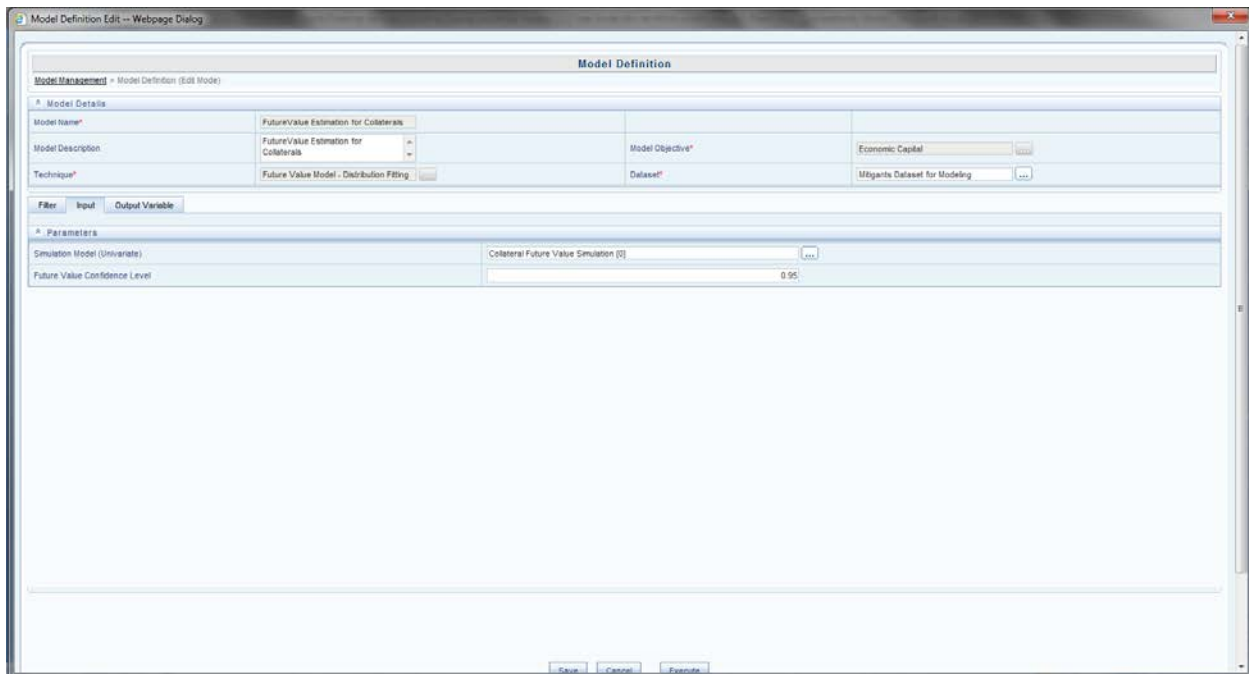 Model Definition Edit -- Webpage Dialog
Model Definition
Model Management > Model Definition (Edit Mode)
Model Details
Model Name* FutureValue Estimation for Collaterals
Model Description FutureValue Estimation for Collaterals Model Objective* Economic Capital ...
Technique* Future Value Model - Distribution Fitting ... Dataset* Mitigants Dataset for Modeling ...
Filter Input Output Variable
Parameters
Simulation Model (Univariate) Collateral Future Value Simulation [0] ...
Future Value Confidence Level 0.95
Save Cancel Execute